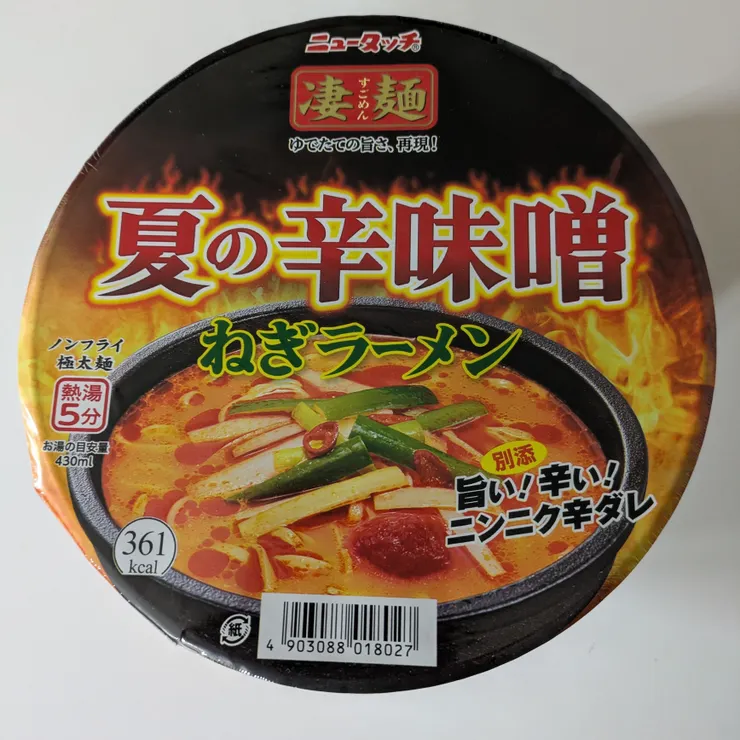 ニュータッチ®
凄麺
すごめん
ゆでたての旨さ、再現!
夏の辛味噌
ねぎラーメン
ノンフライ
極太麺
熱湯
5分
お湯の目安量
430ml
別添
旨い!辛い!
ニンニク辛ダレ
361
kcal
紙
4 903088 018027